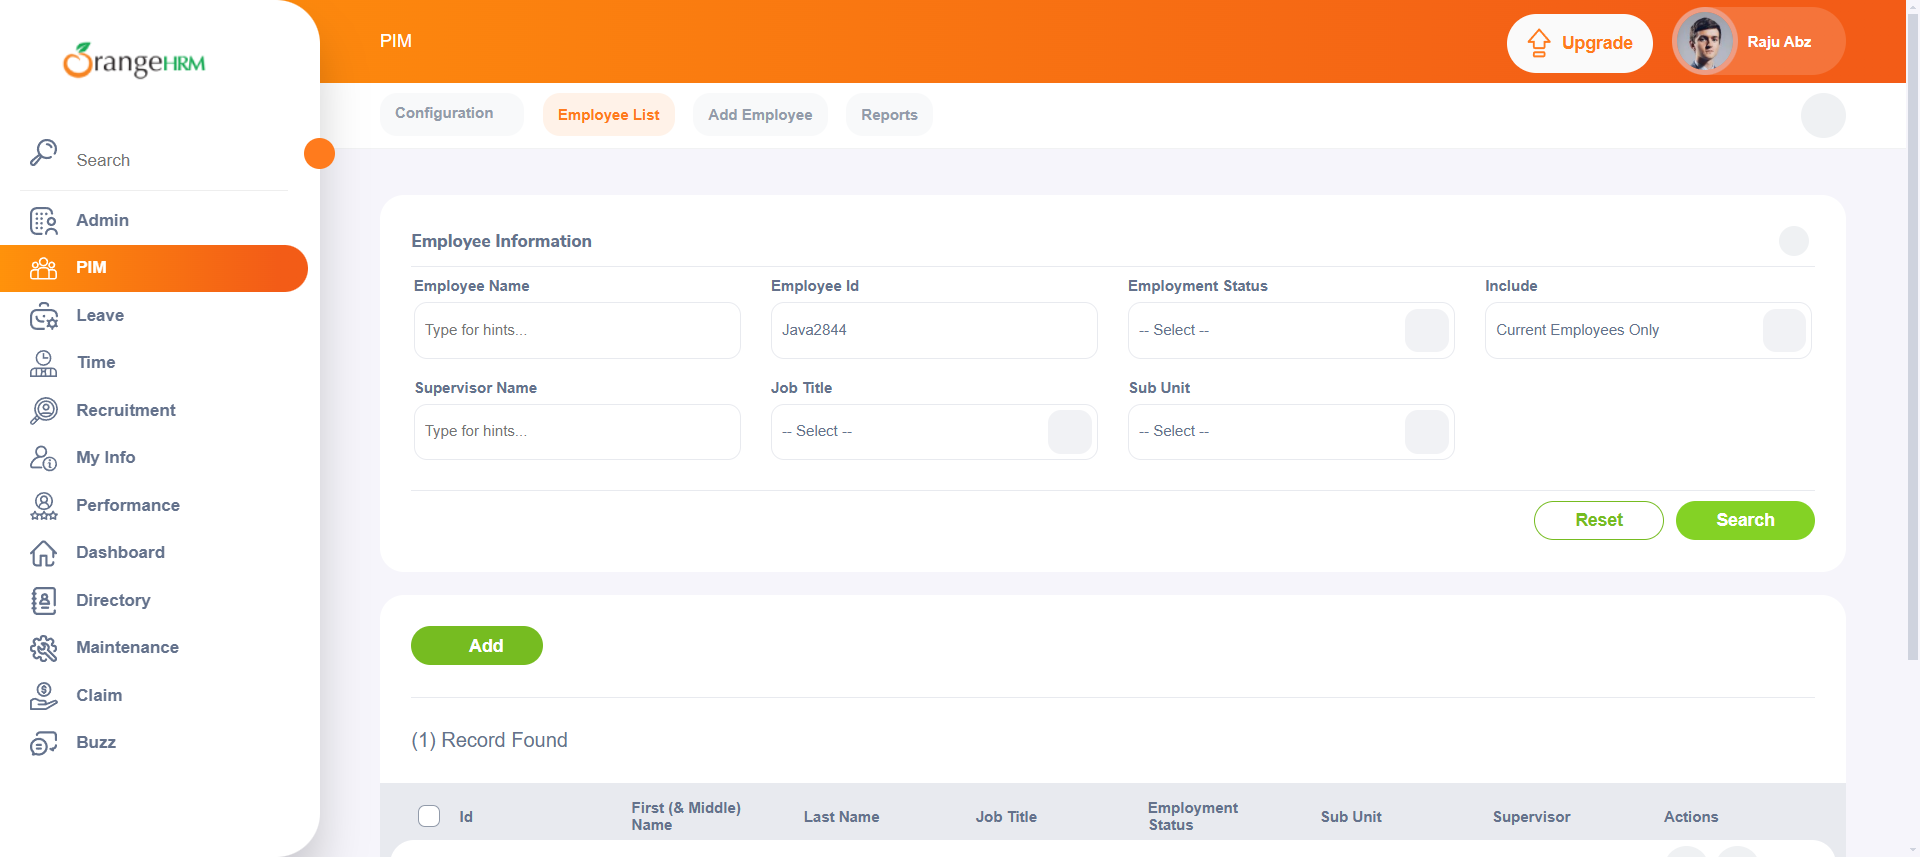 OrangeHRM
PIM
Upgrade
Raju Abz
Configuration
Employee List
Add Employee
Reports
Search
Admin
PIM
Leave
Time
Recruitment
My Info
Performance
Dashboard
Directory
Maintenance
Claim
Buzz
Employee Information
Employee Name
Employee Id
Employment Status
Include
Type for hints...
Java2844
-- Select --
Current Employees Only
Supervisor Name
Job Title
Sub Unit
Type for hints...
-- Select --
-- Select --
Reset
Search
Add
(1) Record Found
Id
First (& Middle)
Name
Last Name
Job Title
Employment
Status
Sub Unit
Supervisor
Actions